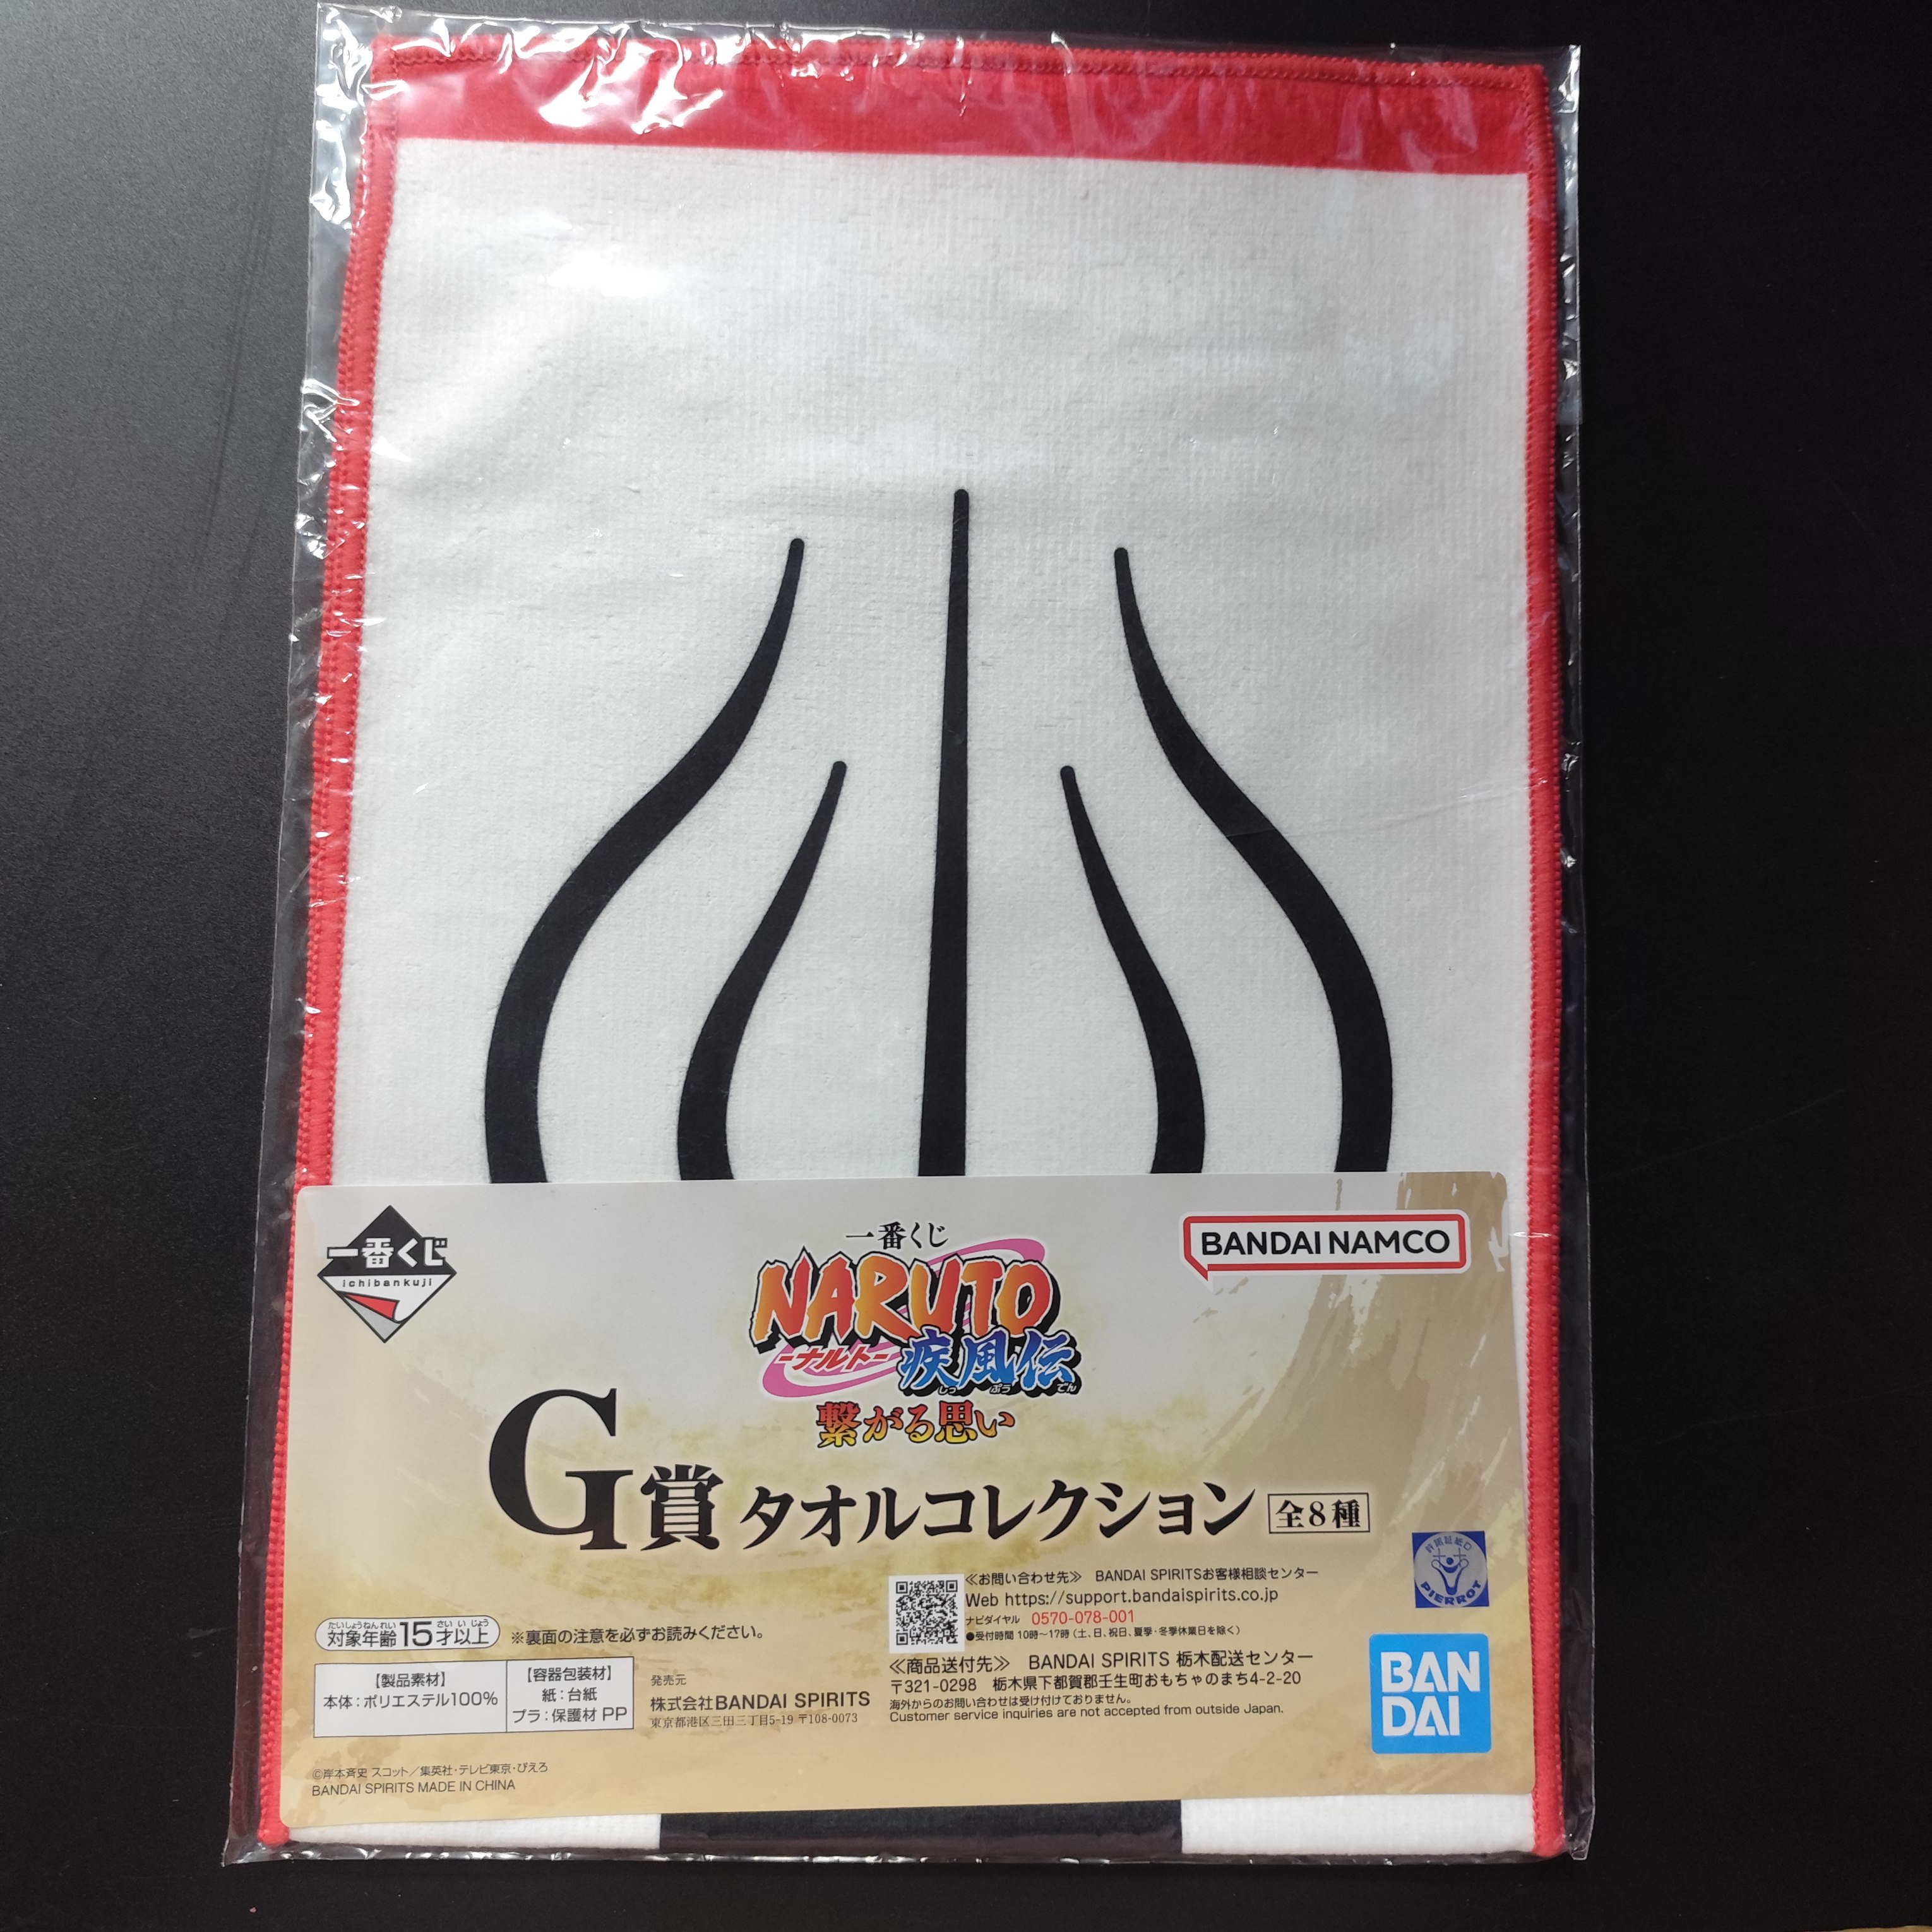 一番くじ
ichibankuji
一番くじ
NARUTO
-ナルト-
疾風伝
しっ ぷう でん
繋がる思い
BANDAI NAMCO
G賞 タオルコレクション 全8種
PIERROT
たいしょうねんれい さい い じょう
対象年齢15才以上
※裏面の注意を必ずお読みください。
【製品素材】
本体:ポリエステル100%
【容器包装材】
紙:台紙
プラ:保護材 PP
発売元
株式会社BANDAI SPIRITS
東京都港区三田三丁目5-19 〒108-0073
≪お問い合わせ先≫ BANDAI SPIRITSお客様相談センター
Web https://support.bandaispirits.co.jp
ナビダイヤル 0570-078-001
●受付時間 10時~17時(土、日、祝日、夏季・冬季休業日を除く)
≪商品送付先≫ BANDAI SPIRITS 栃木配送センター
〒321-0298 栃木県下都賀郡壬生町おもちゃのまち4-2-20
海外からのお問い合わせは受け付けておりません。
Customer service inquiries are not accepted from outside Japan.
BAN
DAI
©岸本斉史 スコット/集英社・テレビ東京・ぴえろ
BANDAI SPIRITS MADE IN CHINA